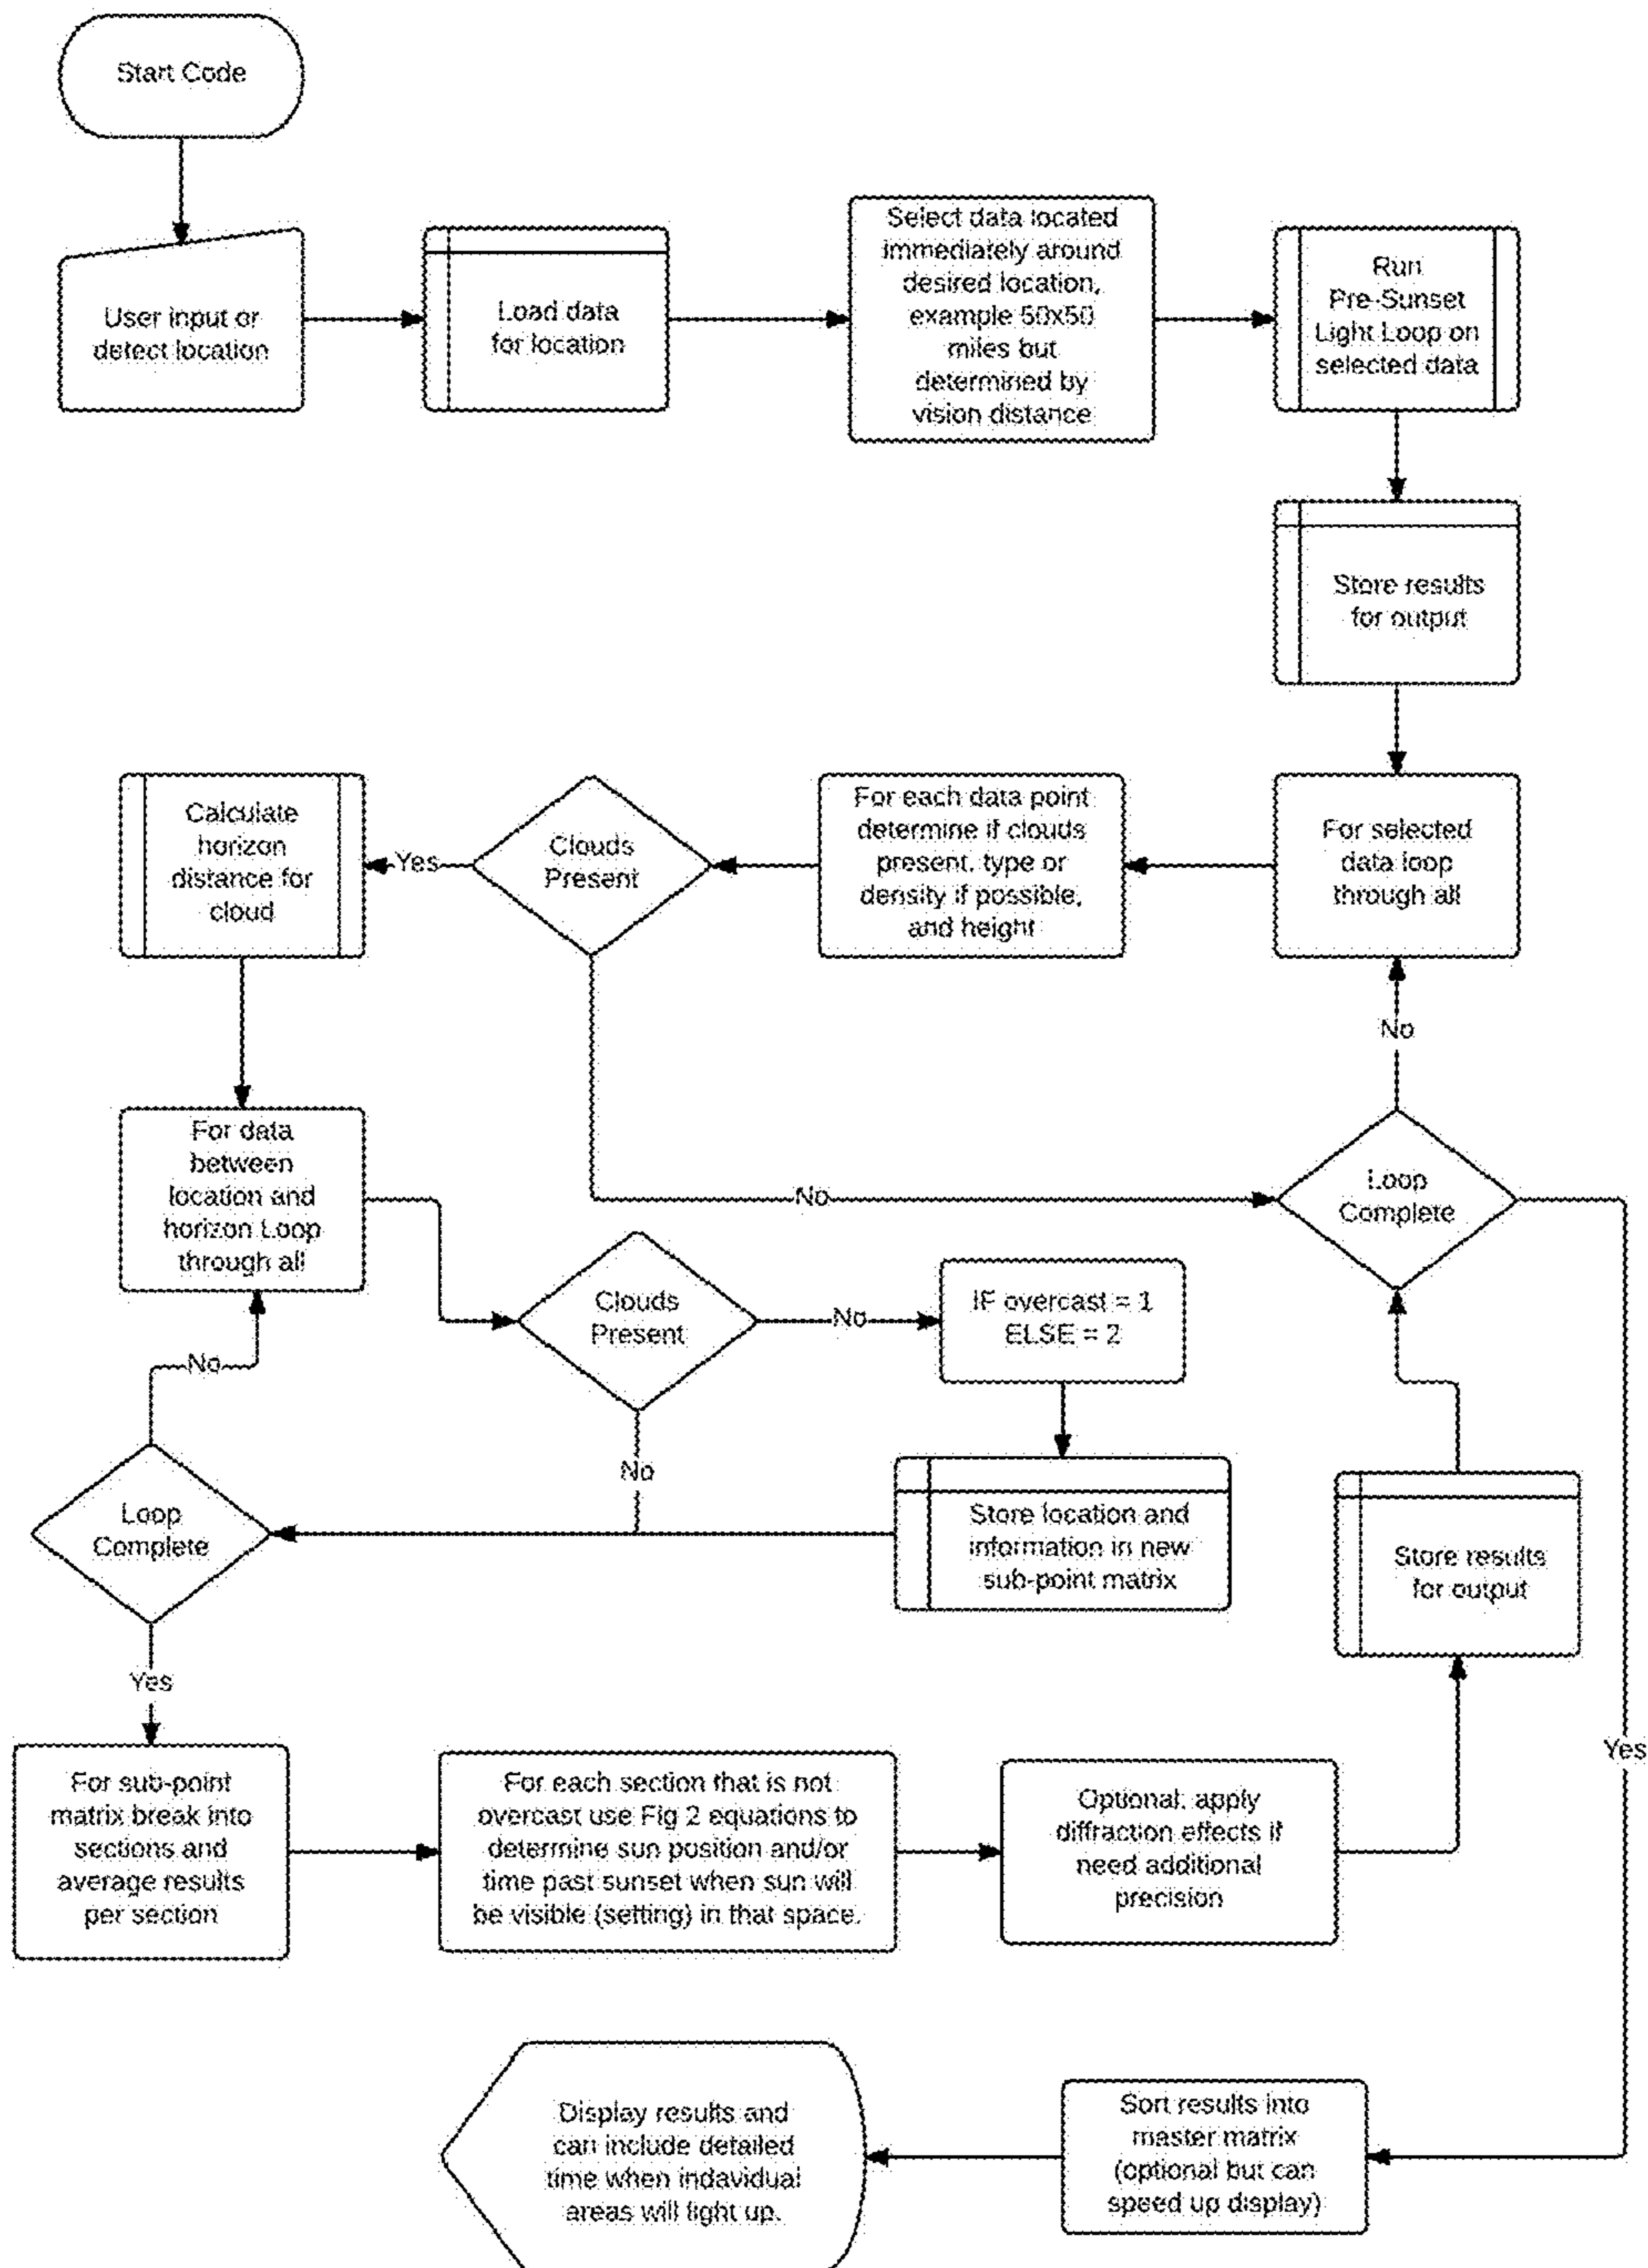 Start Code
User input or
detect location
Load data
for location
Select data located
immediately around
desired location,
example 50x50
miles but
determined by
vision distance
Run
Pre-Sunset
Light Loop on
selected data
Store results
for output
For selected
data loop
through all
For each data point
determine if clouds
present, type or
density if possible,
and height
Clouds
Present
Yes
Calculate
horizon
distance for
cloud
No
No
Loop
Complete
For data
between
location and
horizon Loop
through all
Clouds
Present
No
IF overcast = 1
ELSE = 2
No
Store location and
information in new
sub-point matrix
No
Loop
Complete
Yes
Store results
for output
Yes
For sub-point
matrix break into
sections and
average results
per section
For each section that is not
overcast use Fig 2 equations to
determine sun position and/or
time past sunset when sun will
be visible (setting) in that space.
Optional: apply
diffraction effects if
need additional
precision
Sort results into
master matrix
(optional but can
speed up display)
Display results and
can include detailed
time when indavidual
areas will light up.